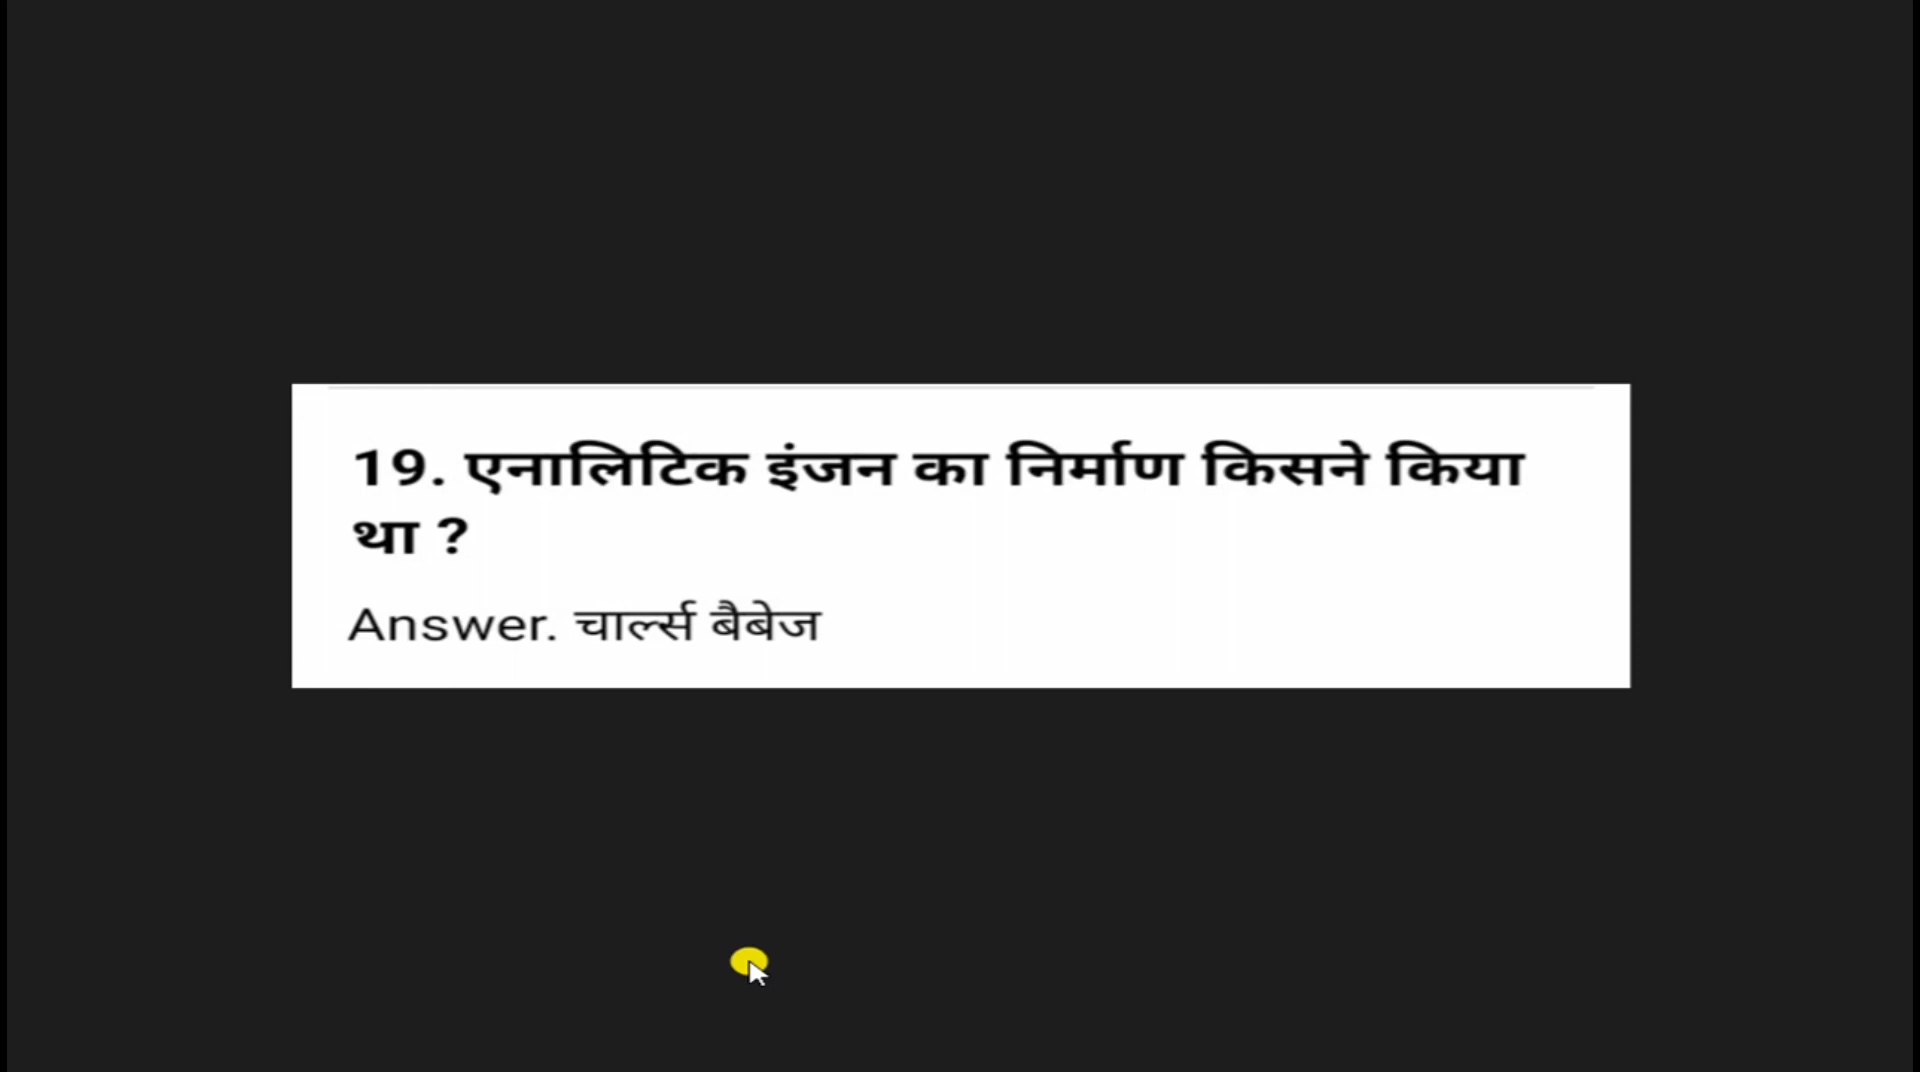 19. एनालिटिक इंजन का निर्माण किसने किया
था ?
Answer. चार्ल्स बैबेज